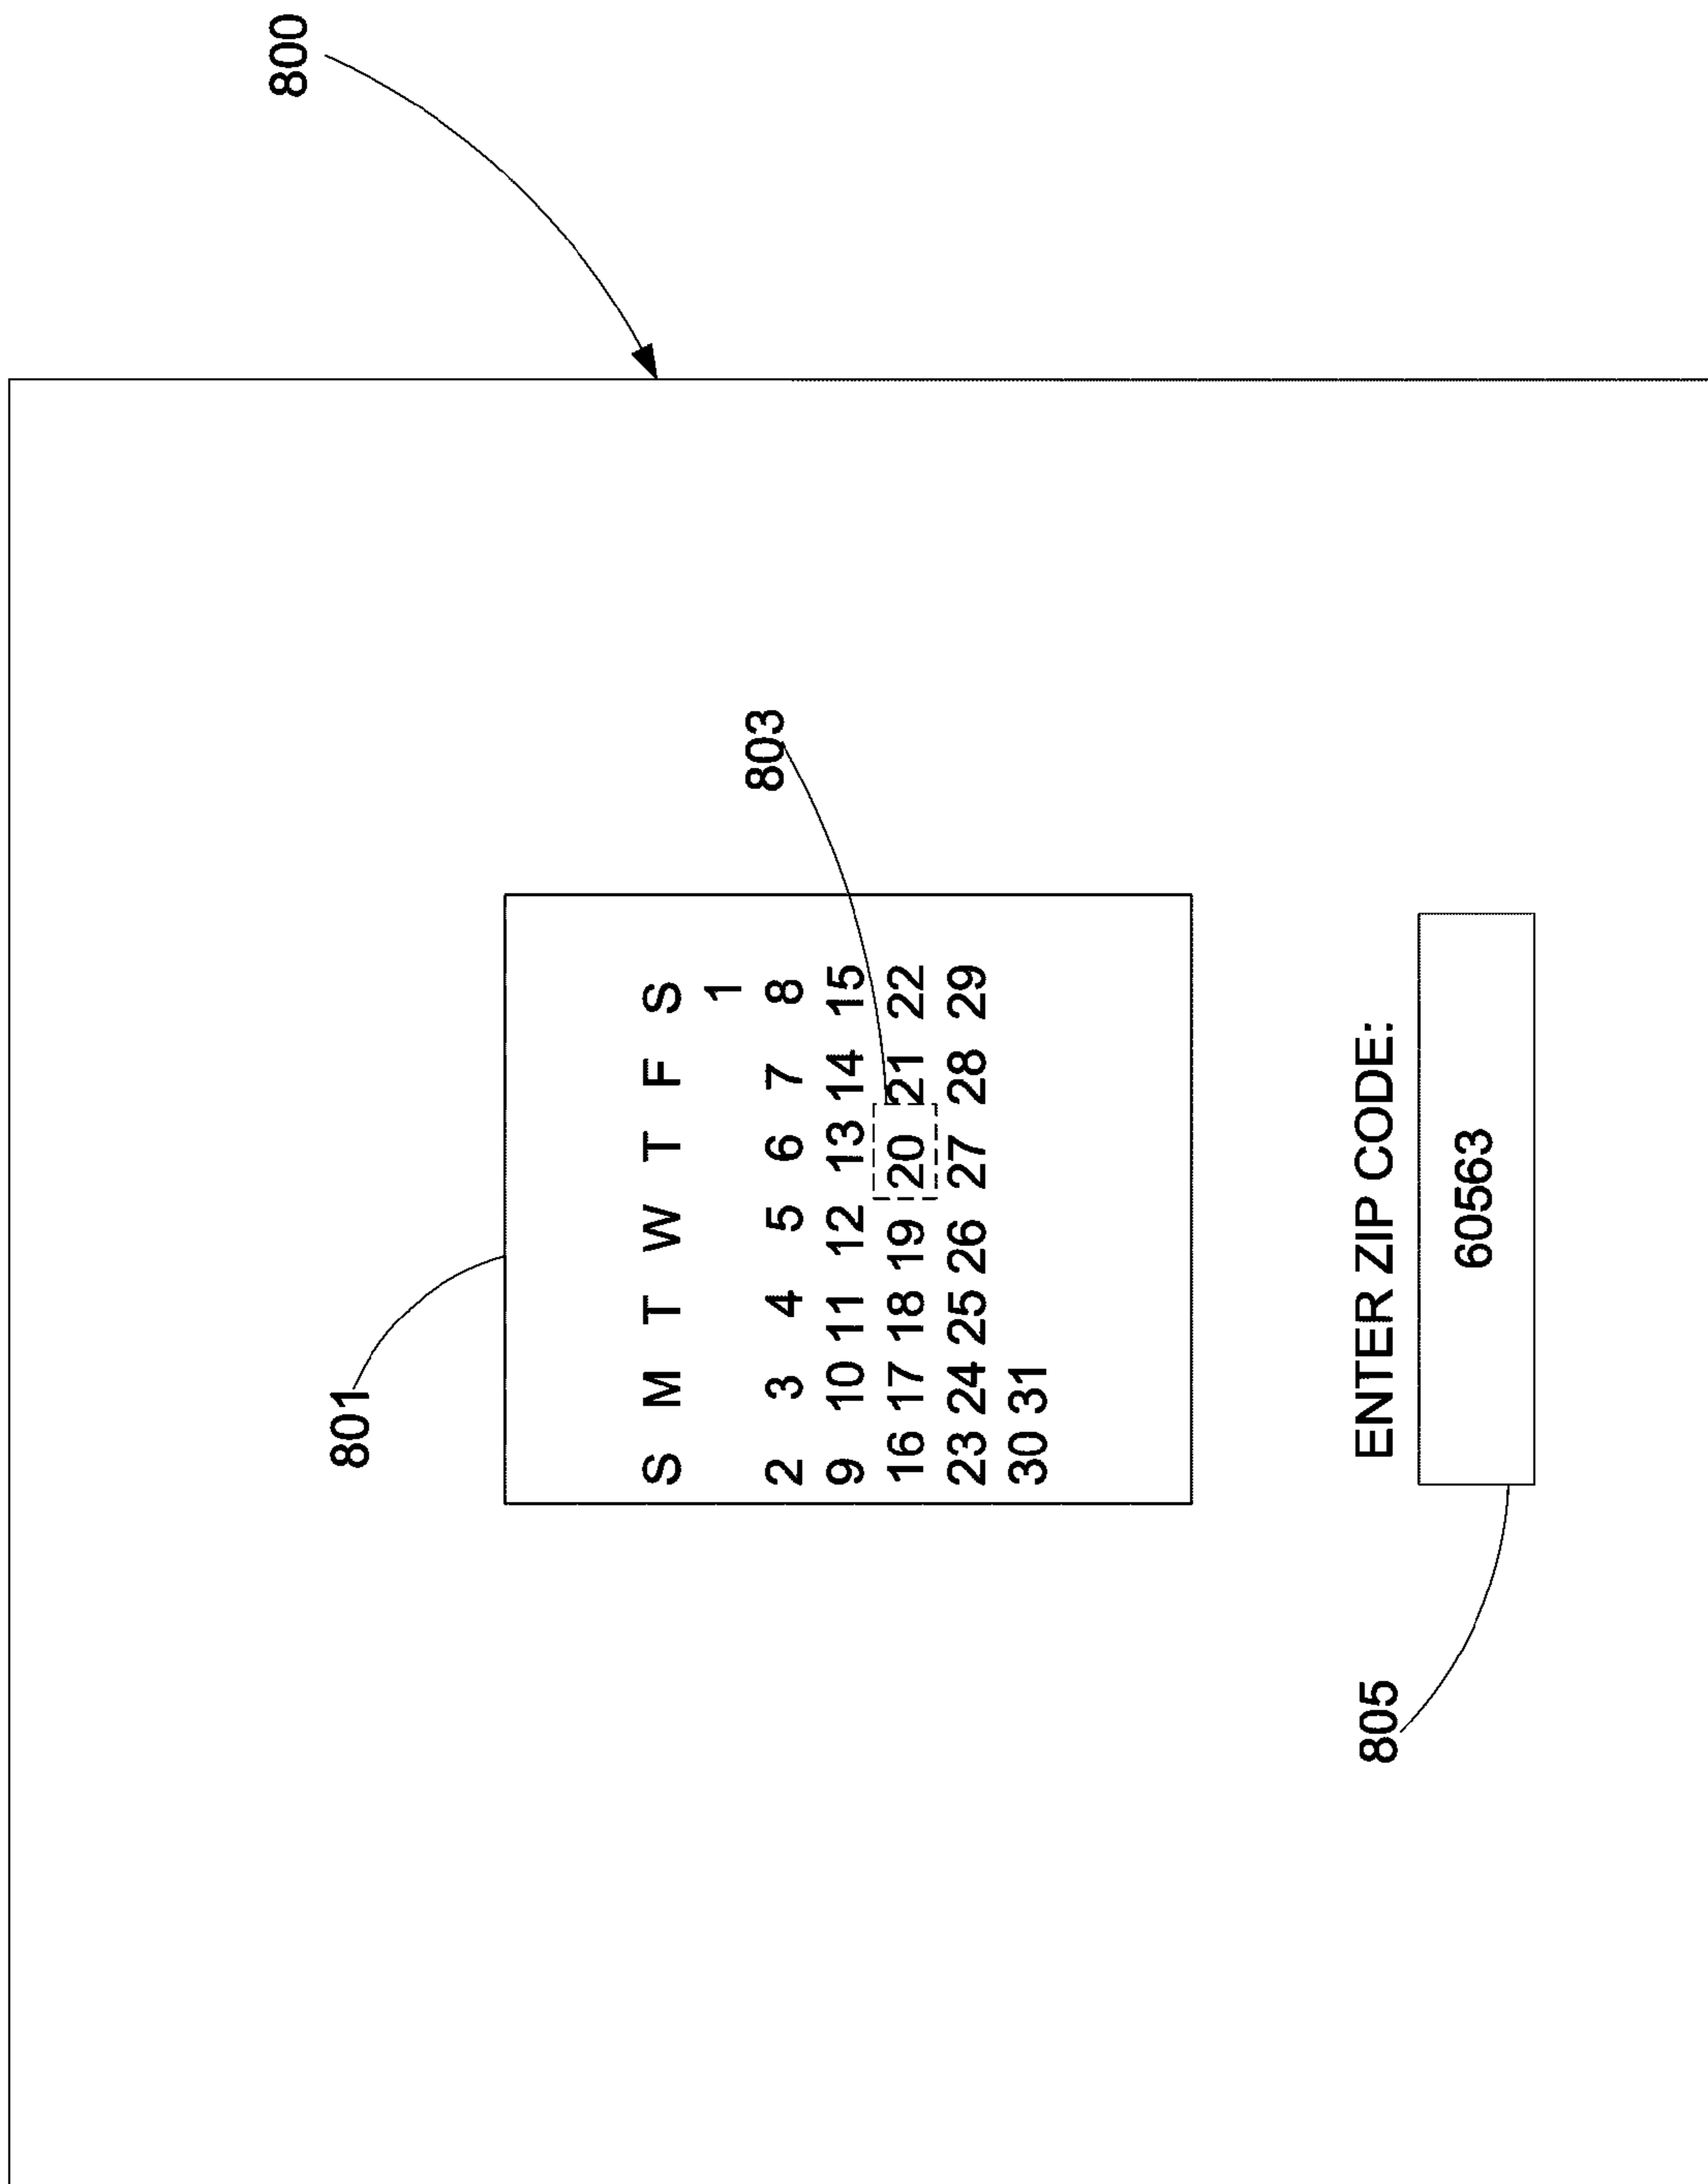 800
801
S M T W T F S
1
803
2 3 4 5 6 7 8
9 10 11 12 13 14 15
16 17 18 19 20 21 22
23 24 25 26 27 28 29
30 31
805
ENTER ZIP CODE:
60563